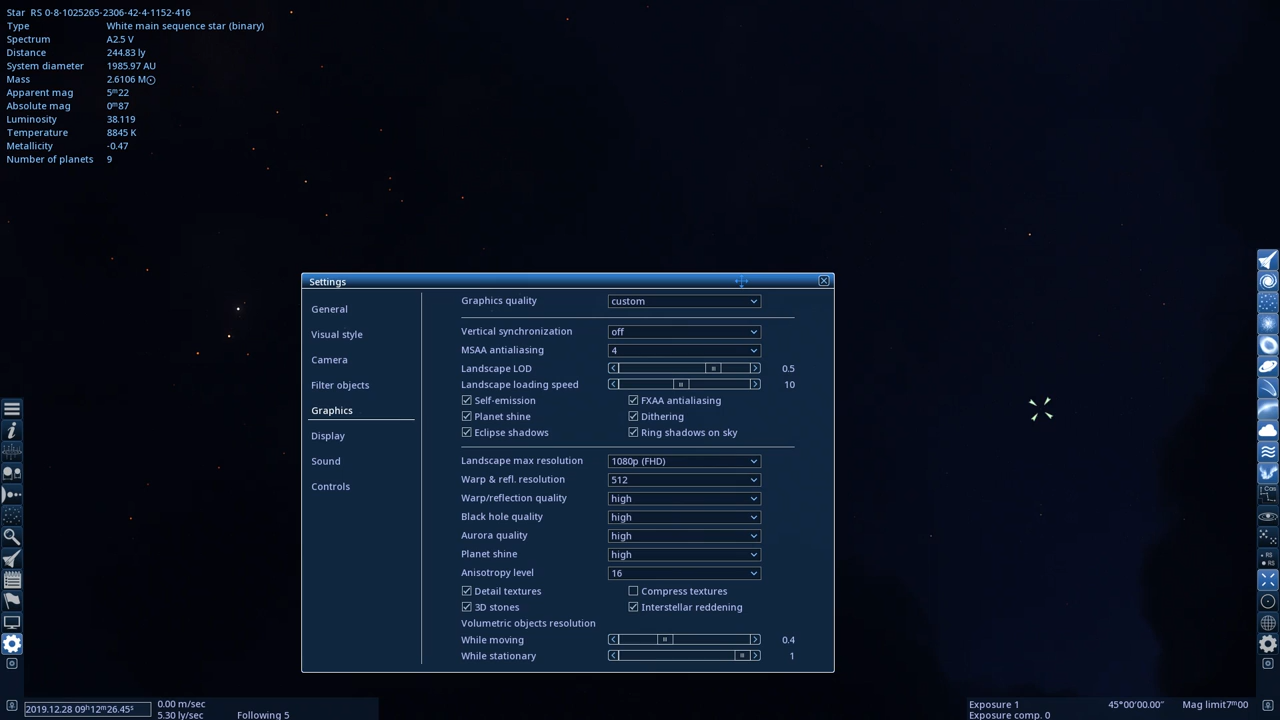 Star RS 0-8-1025265-2306-42-4-1152-416
Type White main sequence star (binary)
Spectrum A2.5 V
Distance 244.83 ly
System diameter 1985.97 AU
Mass 2.6106 M☉
Apparent mag 5ᵐ22
Absolute mag 0ᵐ87
Luminosity 38.119
Temperature 8845 K
Metallicity -0.47
Number of planets 9
Settings
General
Visual style
Camera
Filter objects
Graphics
Display
Sound
Controls
Graphics quality custom
Vertical synchronization off
MSAA antialiasing 4
Landscape LOD 0.5
Landscape loading speed 10
Self-emission FXAA antialiasing
Planet shine Dithering
Eclipse shadows Ring shadows on sky
Landscape max resolution 1080p (FHD)
Warp & refl. resolution 512
Warp/reflection quality high
Black hole quality high
Aurora quality high
Planet shine high
Anisotropy level 16
Detail textures Compress textures
3D stones Interstellar reddening
Volumetric objects resolution
While moving 0.4
While stationary 1
+ RS
RS
2019.12.28 09ʰ12ᵐ26.45ˢ
0.00 m/sec
5.30 ly/sec
Following 5
Exposure 1
Exposure comp. 0
45°00'00.00"
Mag limit7ᵐ00